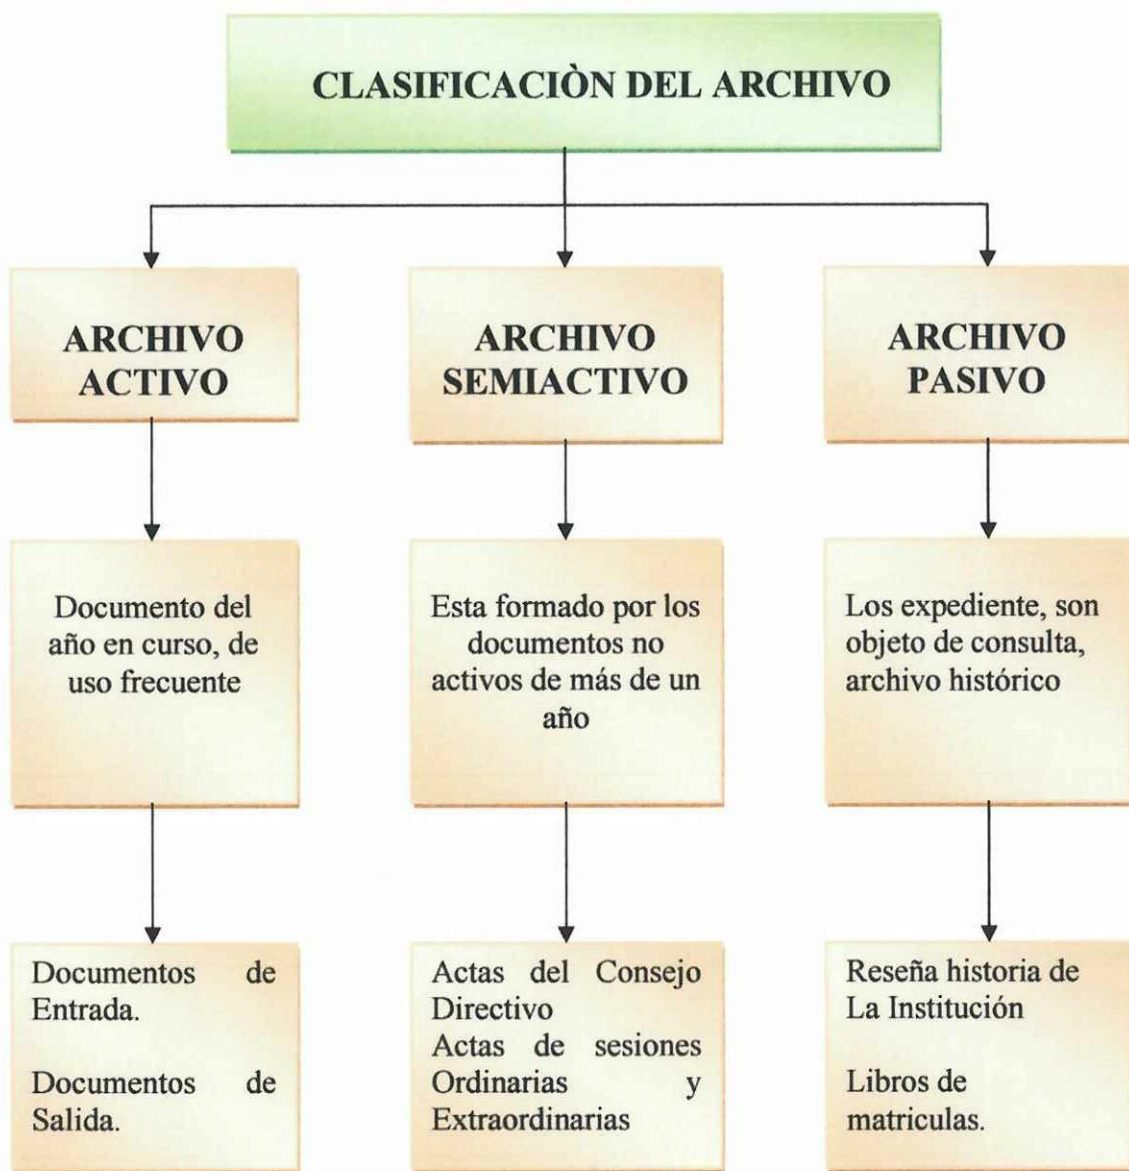 CLASIFICACIÒN DEL ARCHIVO
ARCHIVO
ACTIVO
Documento del
año en curso, de
uso frecuente
Documentos de
Entrada.
Documentos de
Salida.
ARCHIVO
SEMIACTIVO
Esta formado por los
documentos no
activos de más de un
año
Actas del Consejo
Directivo
Actas de sesiones
Ordinarias y
Extraordinarias
ARCHIVO
PASIVO
Los expediente, son
objeto de consulta,
archivo histórico
Reseña historia de
La Institución
Libros de
matriculas.